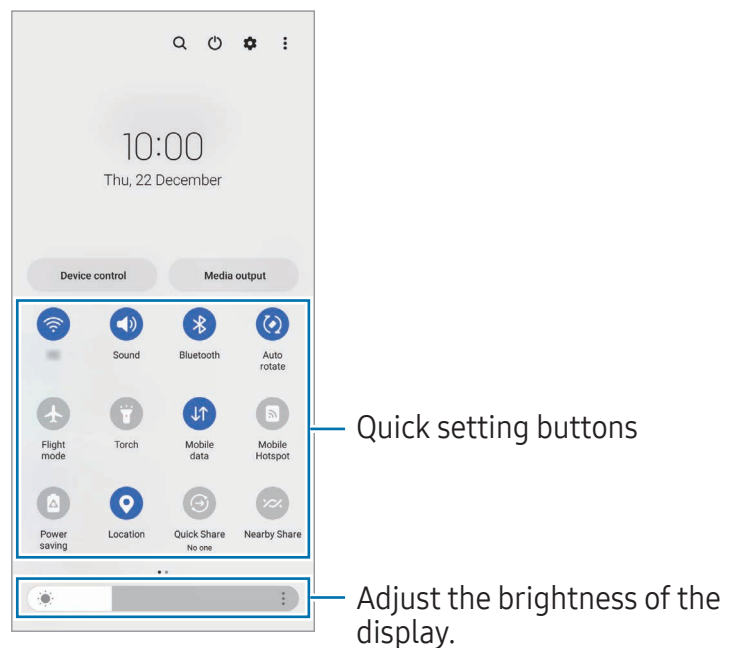 10:00
Thu, 22 December
Device control Media output
Sound Bluetooth Auto
rotate
Flight
mode
Torch
Mobile
data
Mobile
Hotspot
Quick setting buttons
Power
saving
Location
Quick Share
No one
Nearby Share
Adjust the brightness of the
display.